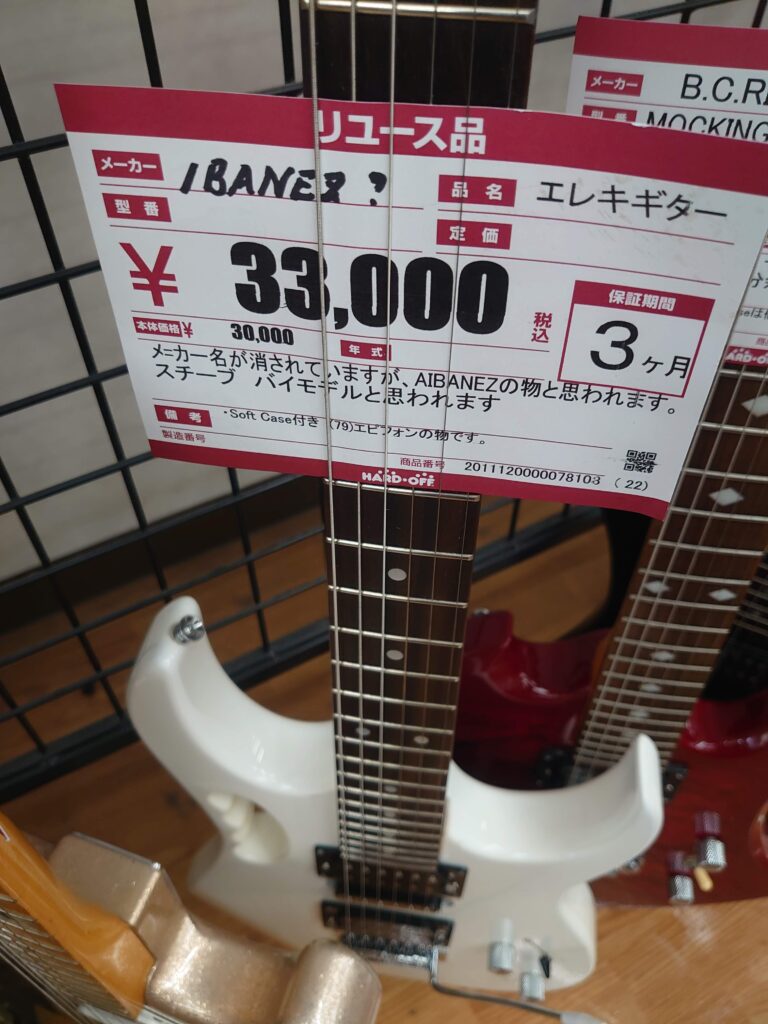 リユース品
メーカー IBANEZ ?
品名 エレキギター
型番
定価
¥ 33,000 税込
本体価格¥ 30,000
年式
保証期間
3ヶ月
メーカー名が消されていますが、AIBANEZの物と思われます。
スチーブ バイモデルと思われます
備考 ・Soft Case付き (79)エピフォンの物です。
製造番号
商品番号 2011120000078103 (22)
HARD・OFF
メーカー B.C.RI
型番 MOCKING
HARD・OFF